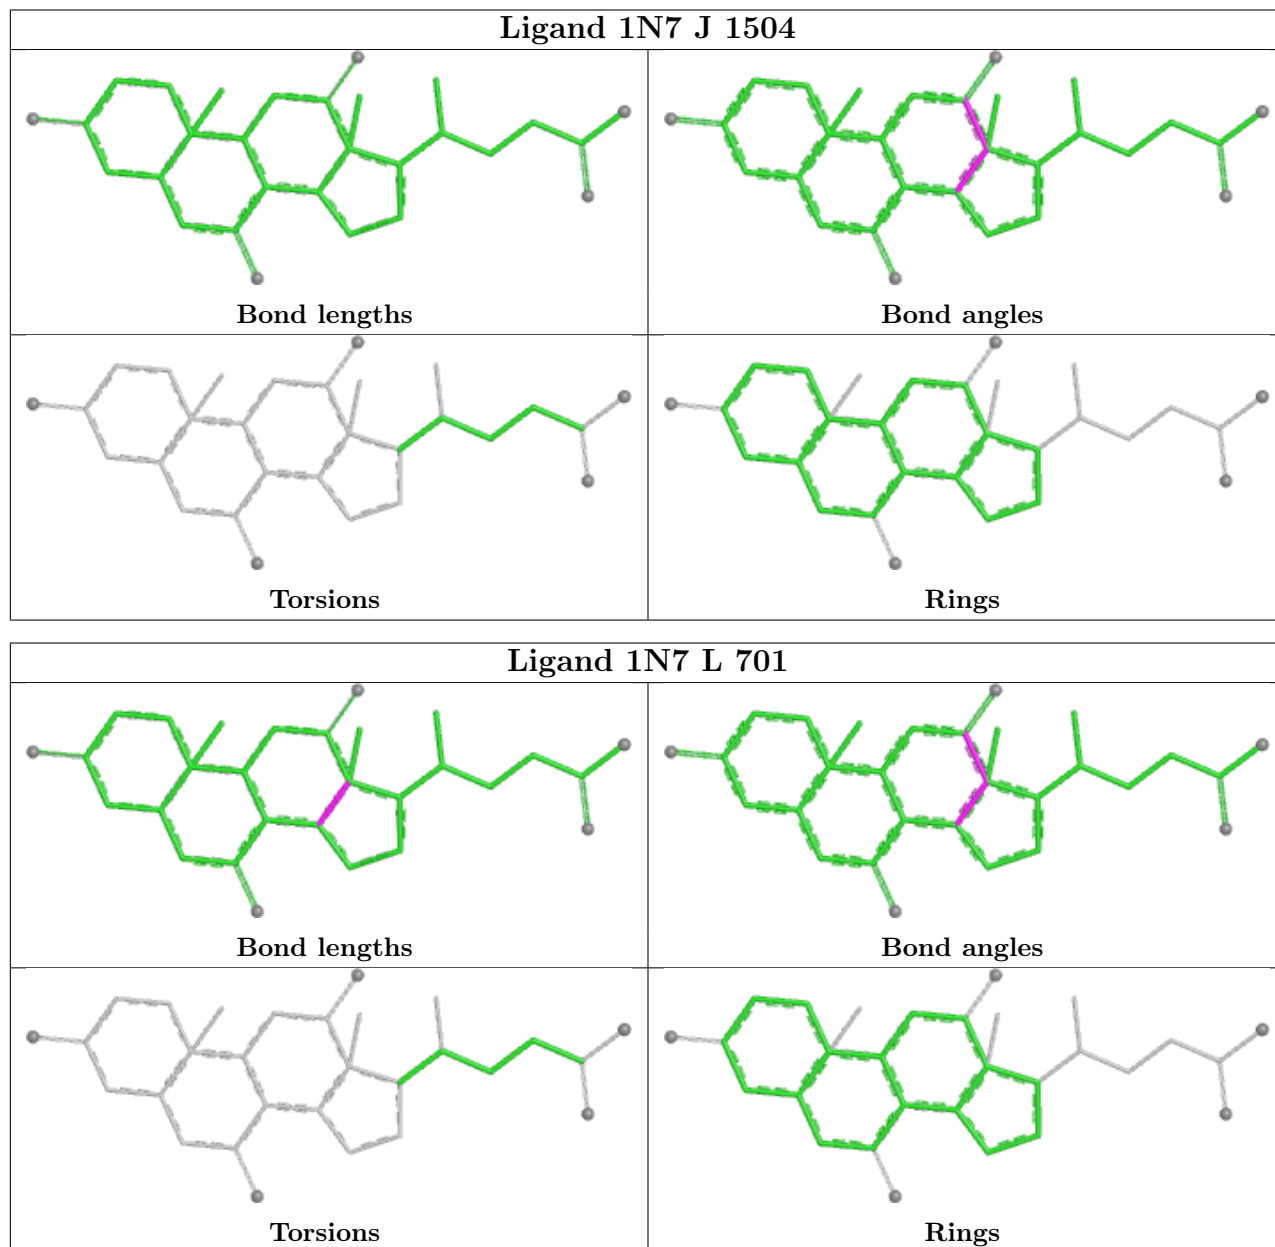 Ligand 1N7 J 1504
Bond lengths
Bond angles
Torsions
Rings
Ligand 1N7 L 701
Bond lengths
Bond angles
Torsions
Rings